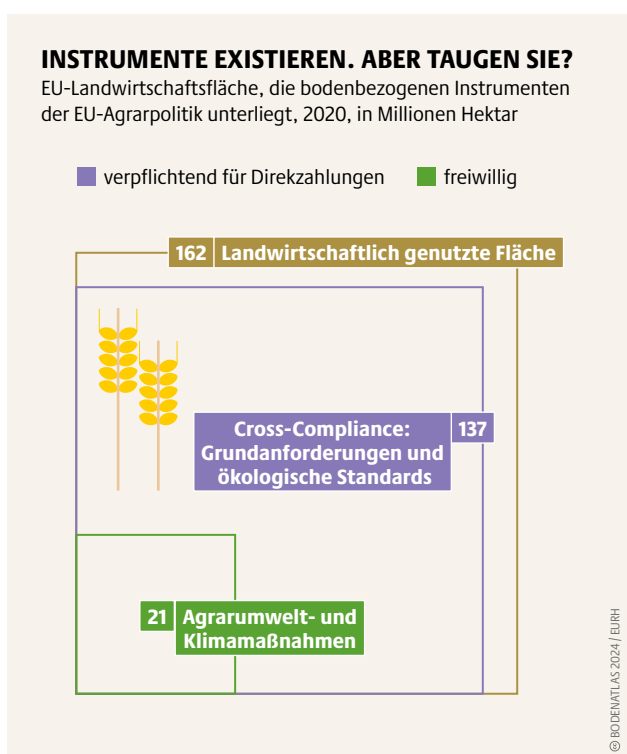 INSTRUMENTE EXISTIEREN. ABER TAUGEN SIE?
EU-Landwirtschaftsfläche, die bodenbezogenen Instrumenten
der EU-Agrarpolitik unterliegt, 2020, in Millionen Hektar
verpflichtend für Direkzahlungen freiwillig
162 Landwirtschaftlich genutzte Fläche
Cross-Compliance: 137
Grundanforderungen und
ökologische Standards
21 Agrarumwelt- und
Klimamaßnahmen
© BODENATLAS 2024 / EURH